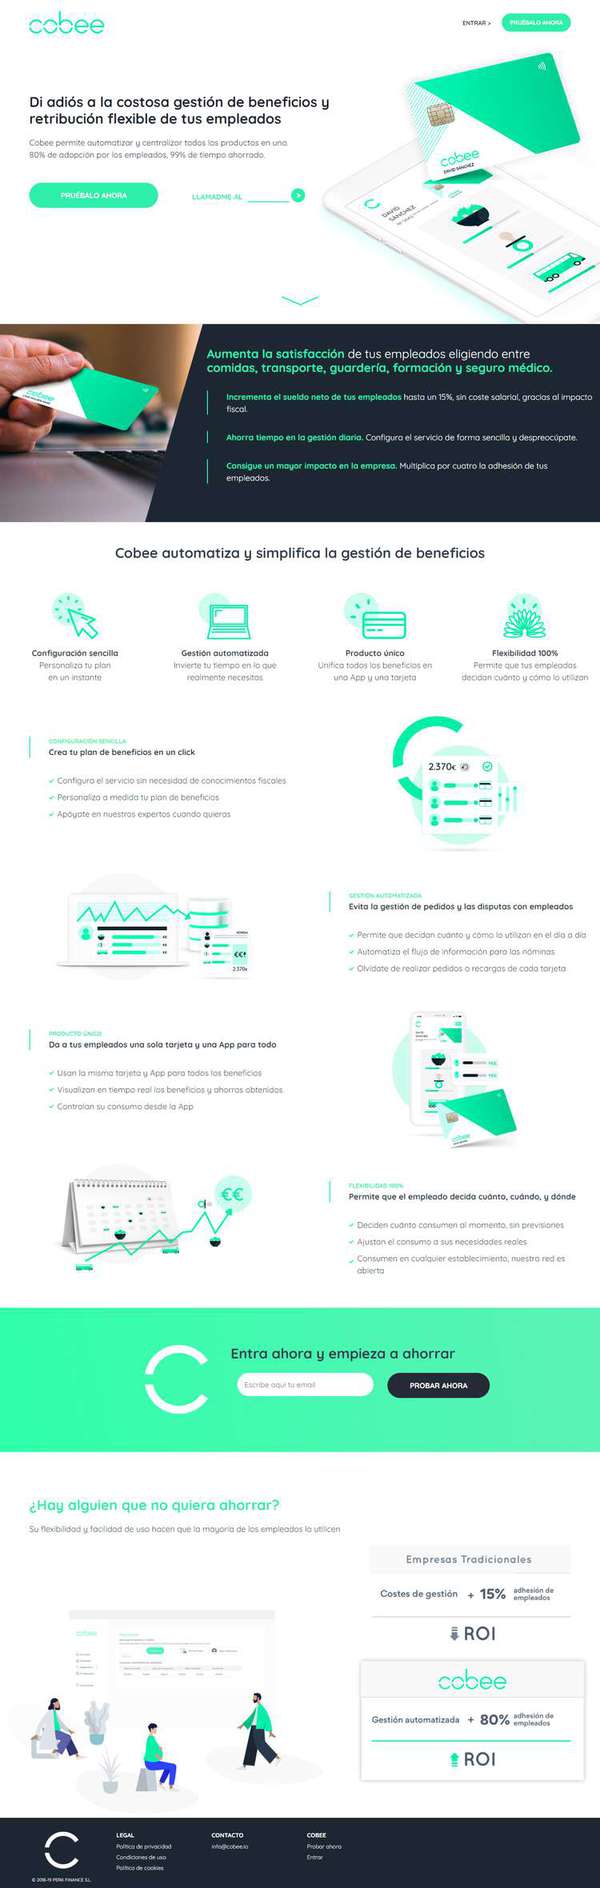 cobee
ENTRAR >
PRUÉBALO AHORA
Di adiós a la costosa gestión de beneficios y
retribución flexible de tus empleados
Cobee permite automatizar y centralizar todos los productos en una.
80% de adopción por los empleados, 99% de tiempo ahorrado.
PRUÉBALO AHORA
LLAMADME AL
>
cobee
DAVID SÁNCHEZ
DAVID
SÁNCHEZ
Aumenta la satisfacción de tus empleados eligiendo entre
comidas, transporte, guardería, formación y seguro médico.
Incrementa el sueldo neto de tus empleados hasta un 15%, sin coste salarial, gracias al impacto
fiscal.
Ahorra tiempo en la gestión diaria. Configura el servicio de forma sencilla y despreocúpate.
Consigue un mayor impacto en la empresa. Multiplica por cuatro la adhesión de tus
empleados.
cobee
Cobee automatiza y simplifica la gestión de beneficios
Configuración sencilla
Personaliza tu plan
en un instante
Gestión automatizada
Invierte tu tiempo en lo que
realmente necesitas
Producto único
Unifica todos los beneficios en
una App y una tarjeta
Flexibilidad 100%
Permite que tus empleados
decidan cuánto y cómo lo utilizan
CONFIGURACIÓN SENCILLA
Crea tu plan de beneficios en un click
Configura el servicio sin necesidad de conocimientos fiscales
Personaliza a medida tu plan de beneficios
Apóyate en nuestros expertos cuando quieras
2.370€
GESTIÓN AUTOMATIZADA
Evita la gestión de pedidos y las disputas con empleados
Permite que decidan cuánto y cómo lo utilizan en el día a día
Automatiza el flujo de información para las nóminas
Olvídate de realizar pedidos o recargas de cada tarjeta
€€
2.370€
PRODUCTO ÚNICO
Da a tus empleados una sola tarjeta y una App para todo
Usan la misma tarjeta y App para todos los beneficios
Visualizan en tiempo real los beneficios y ahorros obtenidos
Controlan su consumo desde la App
cobee
€€
FLEXIBILIDAD 100%
Permite que el empleado decida cuánto, cuándo, y dónde
Deciden cuánto consumen al momento, sin previsiones
Ajustan el consumo a sus necesidades reales
Consumen en cualquier establecimiento, nuestra red es
abierta
Entra ahora y empieza a ahorrar
Escribe aquí tu email
PROBAR AHORA
¿Hay alguien que no quiera ahorrar?
Su flexibilidad y facilidad de uso hacen que la mayoría de los empleados lo utilicen
Empresas Tradicionales
Costes de gestión + 15% adhesión de
empleados
ROI
cobee
Gestión automatizada + 80% adhesión de
empleados
ROI
cobee
LEGAL
Política de privacidad
Condiciones de uso
Política de cookies
CONTACTO
info@cobee.io
COBEE
Probar ahora
Entrar
© 2018-19 PERK FINANCE S.L.